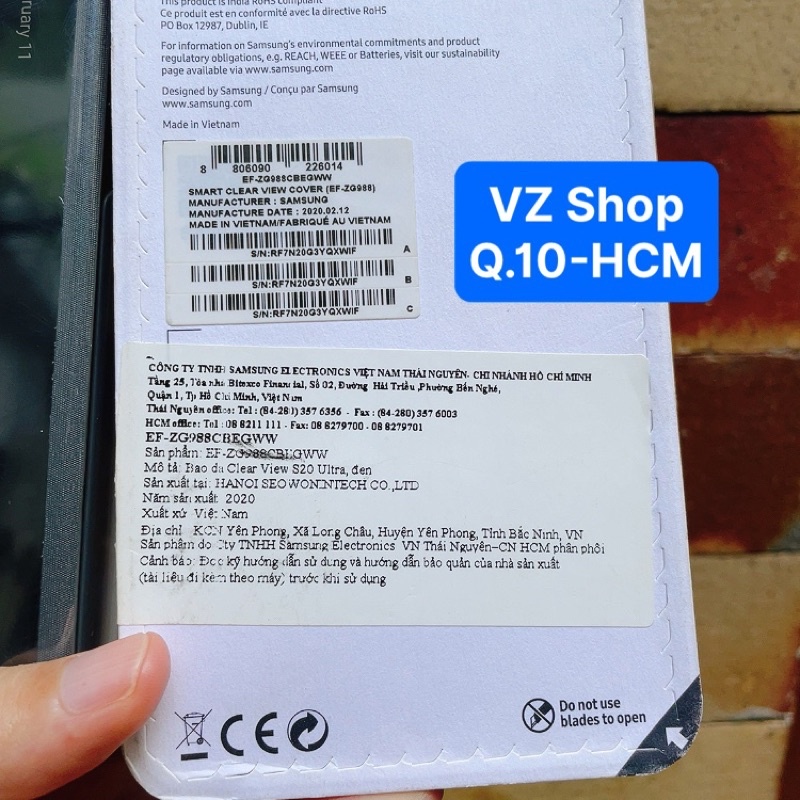 ruary 11
This product is India RoHS compliant
Ce produit est en conformité avec la directive RoHS
PO Box 12987, Dublin, IE
For information on Samsung's environmental commitments and product
regulatory obligations, e.g. REACH, WEEE or Batteries, visit our sustainability
page available via www.samsung.com
Designed by Samsung / Conçu par Samsung
www.samsung.com
Made in Vietnam
8 806090 226014
EF-ZG988CBEGWW
SMART CLEAR VIEW COVER (EF-ZG988)
MANUFACTURER : SAMSUNG
MANUFACTURE DATE : 2020.02.12
MADE IN VIETNAM/FABRIQUÉ AU VIETNAM
S/N:RF7N20G3YQXWIF A
S/N:RF7N20G3YQXWIF B
S/N:RF7N20G3YQXWIF C
VZ Shop
Q.10-HCM
CÔNG TY TNHH SAMSUNG ELECTRONICS VIỆT NAM THÁI NGUYÊN- CHI NHÁNH HỒ CHÍ MINH
Tầng 25, Tòa nhà Bitexco Financial, Số 02, Đường Hải Triều ,Phường Bến Nghé,
Quận 1, Tp Hồ Chí Minh, Việt Nam
Thái Nguyên office: Tel : (84-280) 357 6356 - Fax : (84-280) 357 6003
HCM office: Tel : 08 8211 111 - Fax: 08 8279700 - 08 8279701
EF-ZG988CBEGWW
Sản phẩm: EF-ZG988CBEGWW
Mô tả: Bao da Clear View S20 Ultra, đen
Sản xuất tại: HANOI SEOWONINTECH CO.,LTD
Năm sản xuất: 2020
Xuất xứ: Việt Nam
Địa chỉ: KCN Yên Phong, Xã Long Châu, Huyện Yên Phong, Tỉnh Bắc Ninh, VN
Sản phẩm do Cty TNHH Samsung Electronics VN Thái Nguyên-CN HCM phân phối
Cảnh báo: Đọc kỹ hướng dẫn sử dụng và hướng dẫn bảo quản của nhà sản xuất
(tài liệu đi kèm theo máy) trước khi sử dụng
CE
Do not use
blades to open